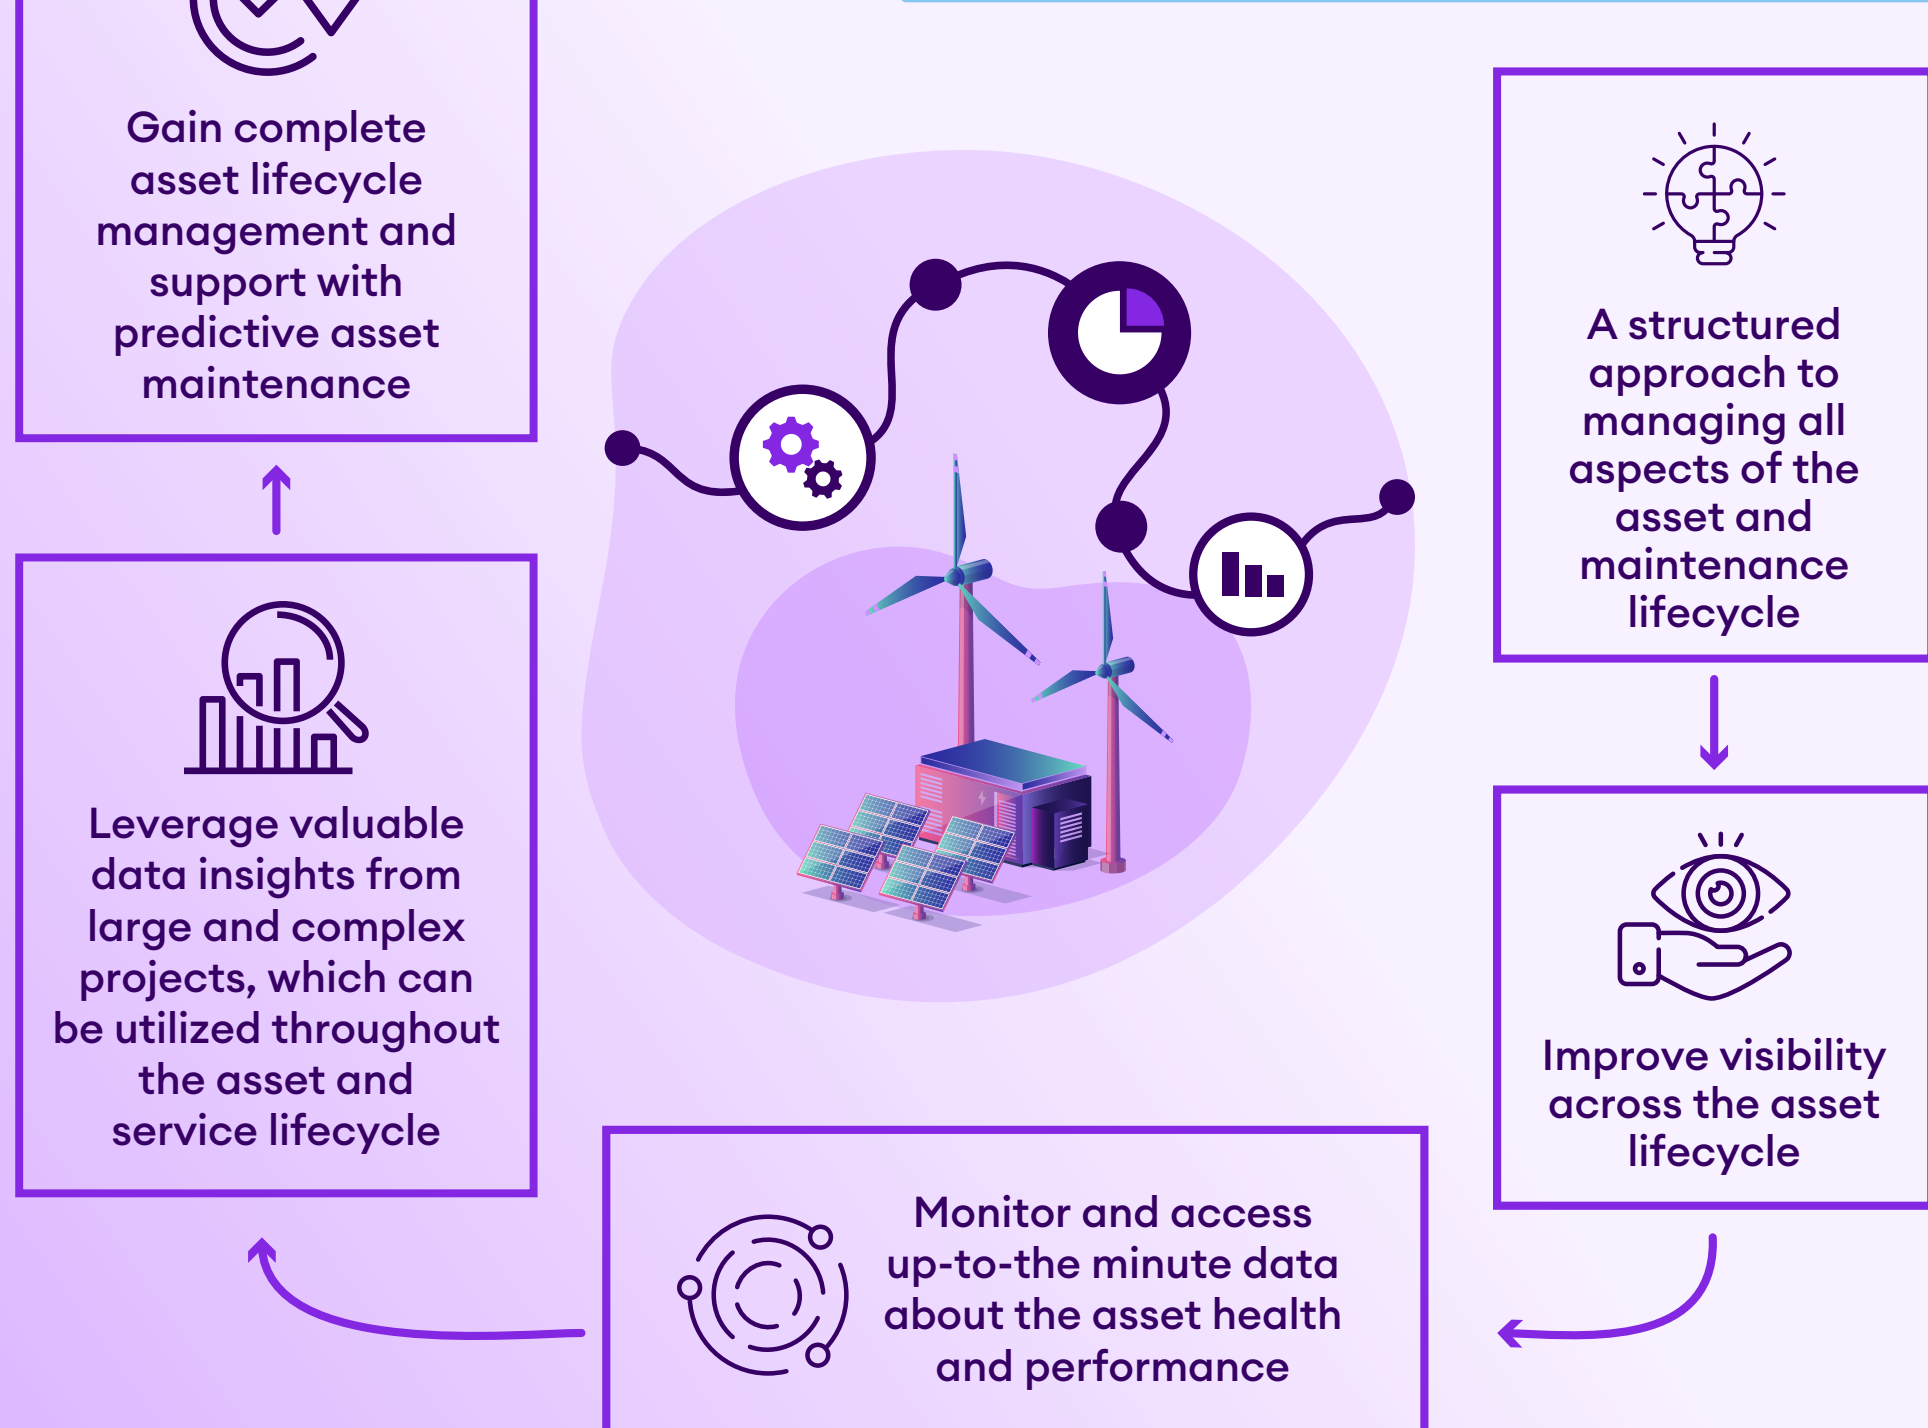 Gain complete
asset lifecycle
management and
support with
predictive asset
maintenance
A structured
approach to
managing all
aspects of the
asset and
maintenance
lifecycle
Leverage valuable
data insights from
large and complex
projects, which can
be utilized throughout
the asset and
service lifecycle
Improve visibility
across the asset
lifecycle
Monitor and access
up-to-the minute data
about the asset health
and performance